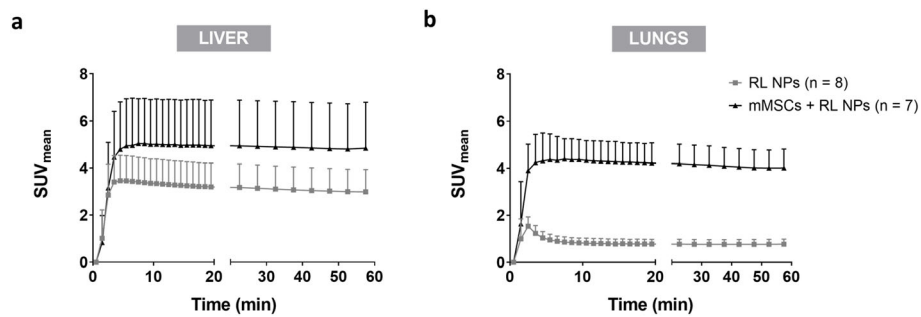 a
LIVER
8
6
4
2
0
SUVmean
0 10 20 30 40 50 60
Time (min)
b
LUNGS
8
6
4
2
0
SUVmean
0 10 20 30 40 50 60
Time (min)
RL NPs (n = 8)
mMSCs + RL NPs (n = 7)